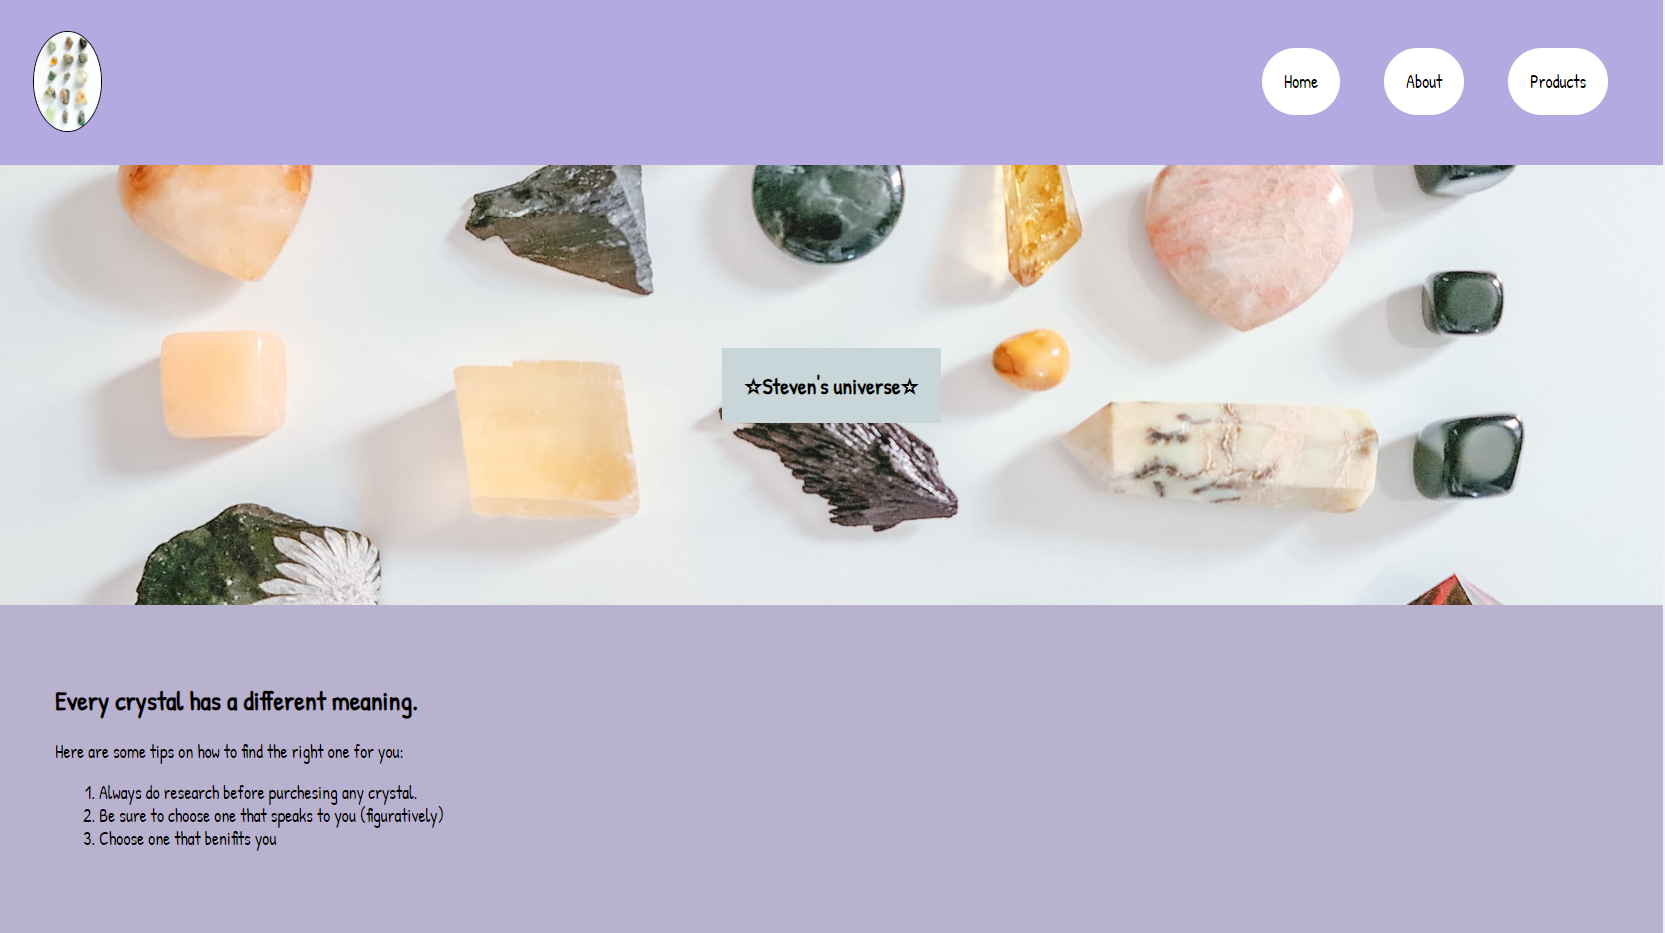 Home
About
Products
☆Steven's universe☆
Every crystal has a different meaning.
Here are some tips on how to find the right one for you:
1. Always do research before purchesing any crystal.
2. Be sure to choose one that speaks to you (figuratively)
3. Choose one that benifits you